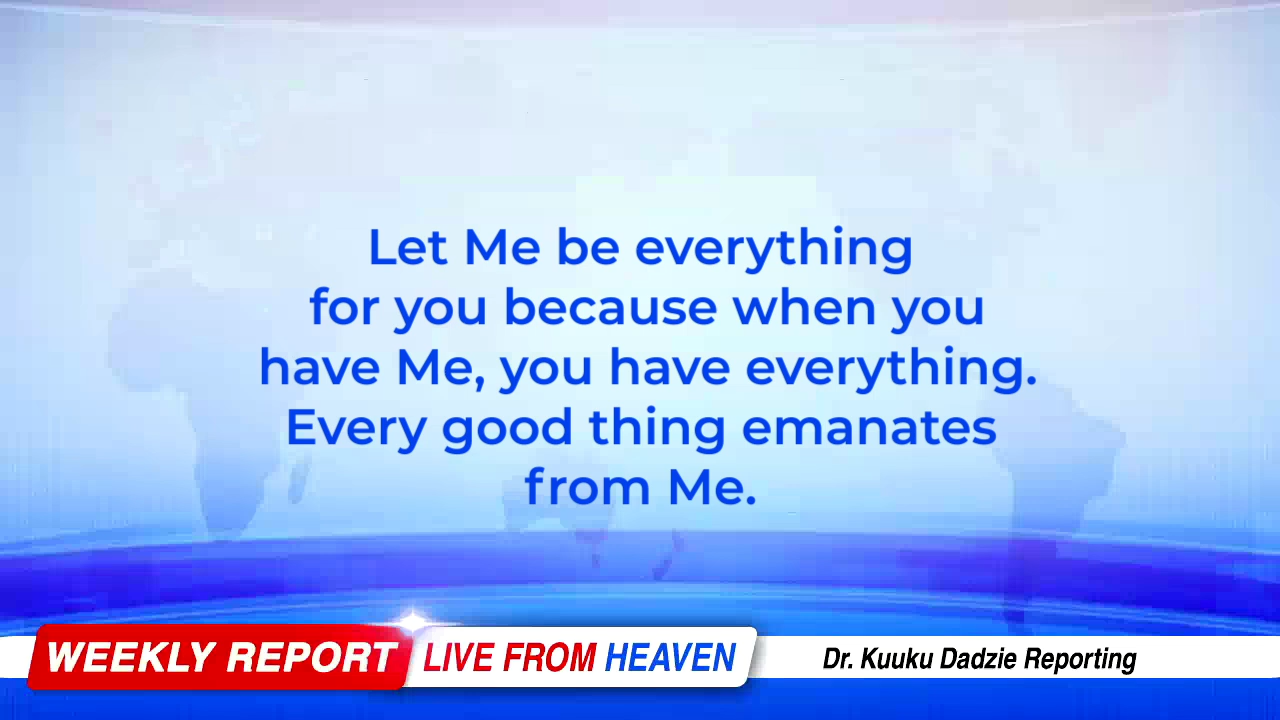 Let Me be everything
for you because when you
have Me, you have everything.
Every good thing emanates
from Me.
WEEKLY REPORT LIVE FROM HEAVEN Dr. Kuuku Dadzie Reporting